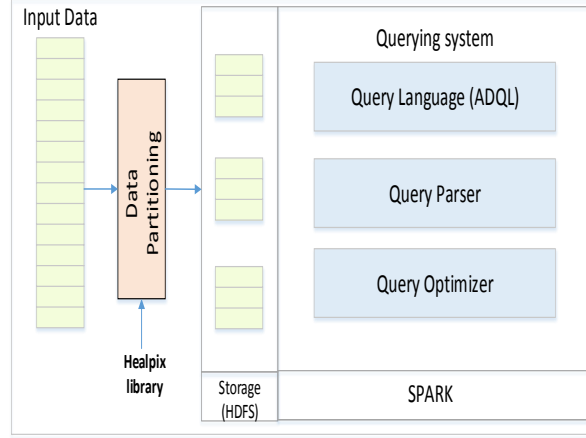 Input Data
Data
Partitioning
Healpix
library
Storage
(HDFS)
Querying system
Query Language (ADQL)
Query Parser
Query Optimizer
SPARK